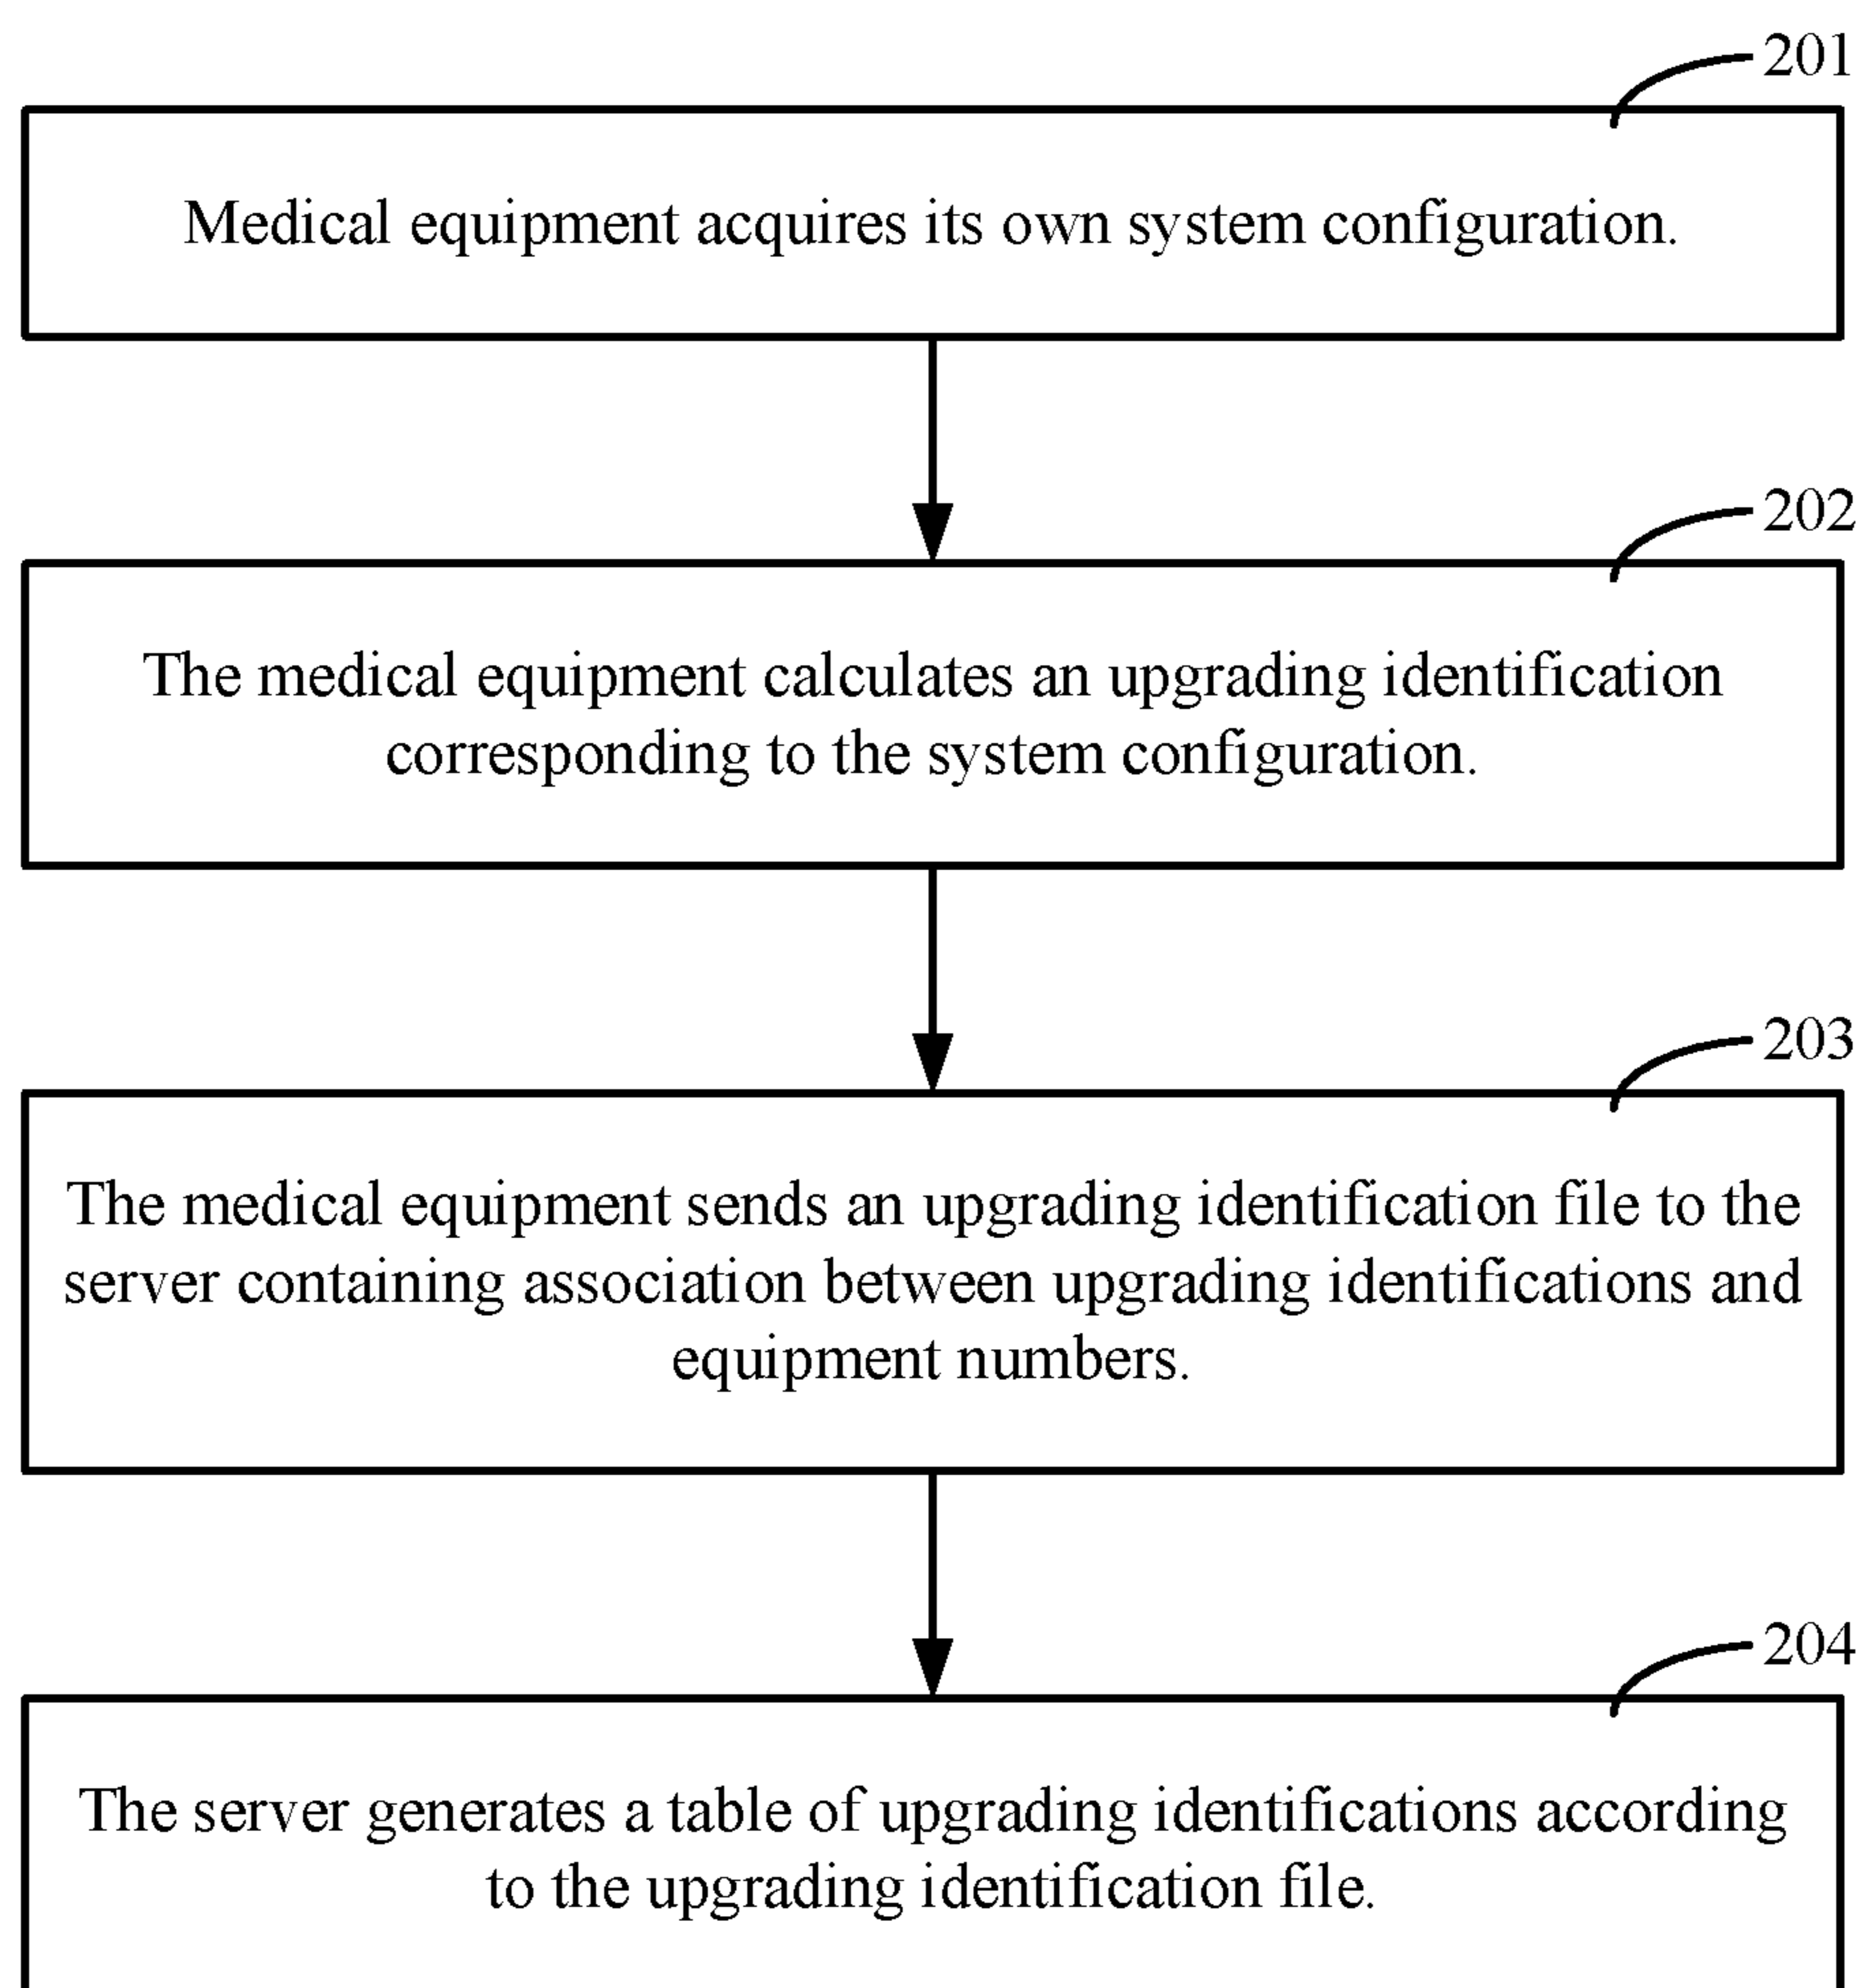 201
Medical equipment acquires its own system configuration.
202
The medical equipment calculates an upgrading identification
corresponding to the system configuration.
203
The medical equipment sends an upgrading identification file to the
server containing association between upgrading identifications and
equipment numbers.
204
The server generates a table of upgrading identifications according
to the upgrading identification file.